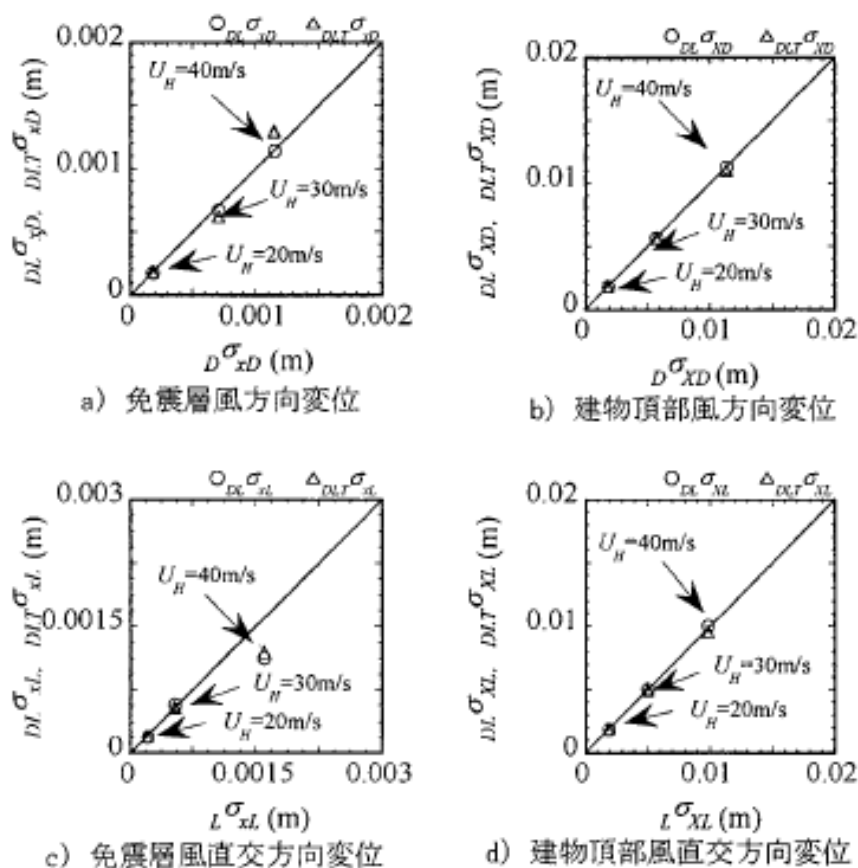 ○DLσxD △DLTσxD
0.002
UH=40m/s
0.001
UH=30m/s
UH=20m/s
0
0 0.001 0.002
DLσxD, DLTσxD (m)
DσxD (m)
a) 免震層風方向変位
○DLσXD △DLTσXD
0.02
UH=40m/s
0.01
UH=30m/s
UH=20m/s
0
0 0.01 0.02
DLσXD, DLTσXD (m)
DσXD (m)
b) 建物頂部風方向変位
○DLσxL △DLTσxL
0.003
UH=40m/s
0.0015
UH=30m/s
UH=20m/s
0
0 0.0015 0.003
DLσxL, DLTσxL (m)
LσxL (m)
c) 免震層風直交方向変位
○DLσXL △DLTσXL
0.02
UH=40m/s
0.01
UH=30m/s
UH=20m/s
0
0 0.01 0.02
DLσXL, DLTσXL (m)
LσXL (m)
d) 建物頂部風直交方向変位